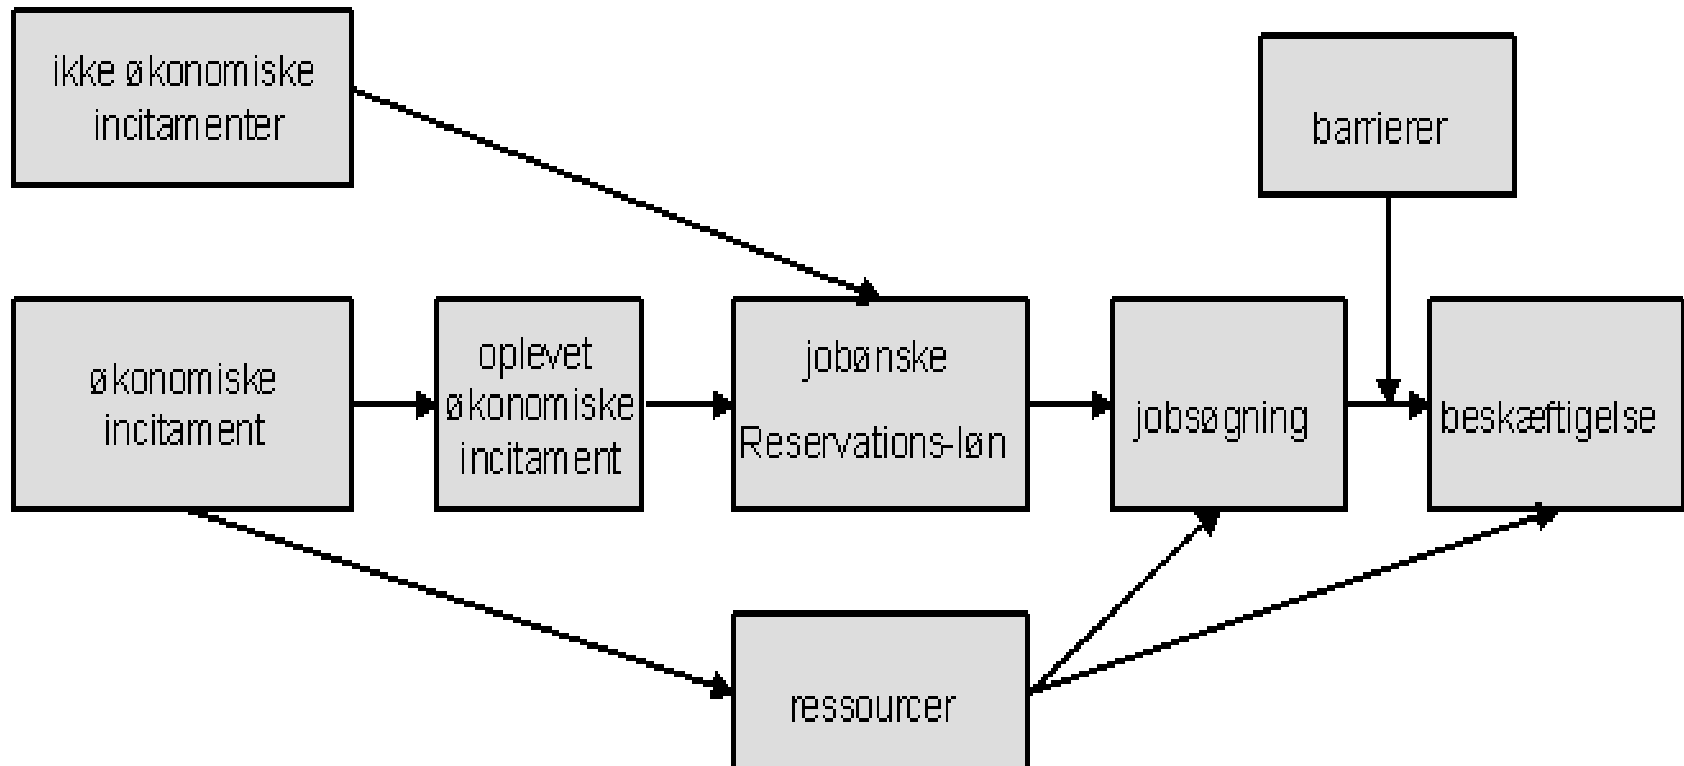 ikke økonomiske
incitamenter
barrierer
økonomiske
incitament
oplevet
økonomiske
incitament
jobønske
Reservations-løn
jobsøgning
beskæftigelse
ressourcer